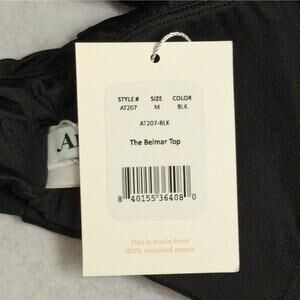 STYLE # SIZE COLOR
AT207 M BLK
AT207-BLK
The Belmar Top
8 40155 36408 0
This is made from
100% recycled paper